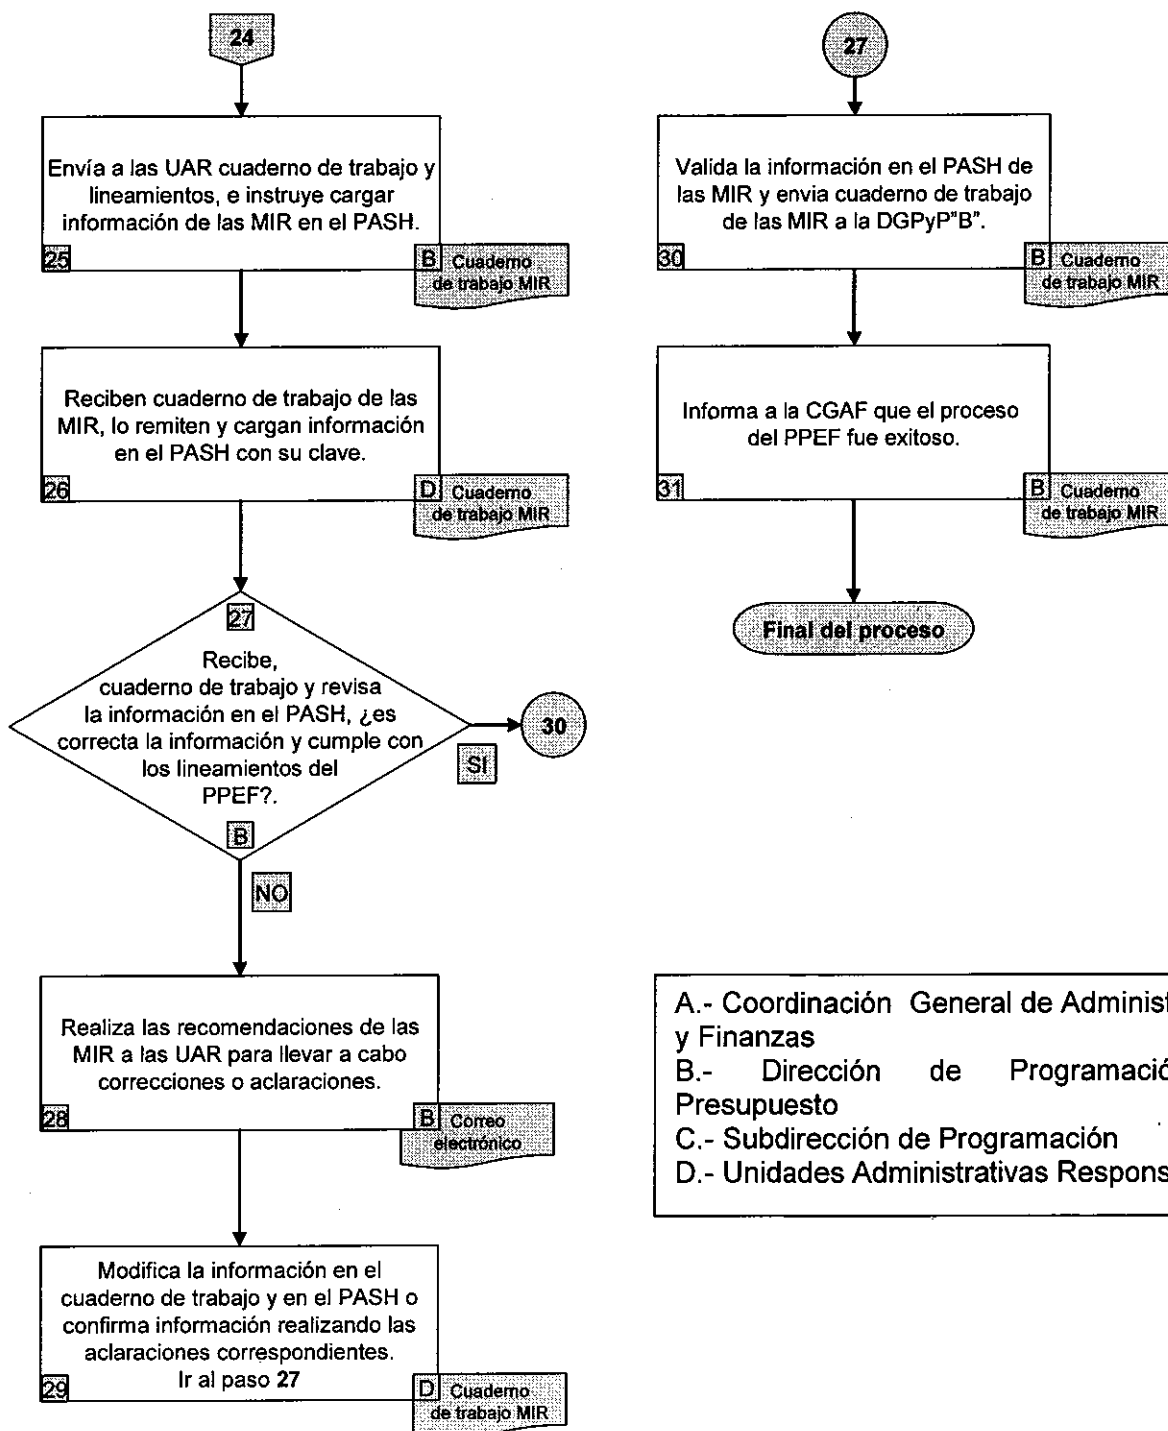 24
Envía a las UAR cuaderno de trabajo y
lineamientos, e instruye cargar
información de las MIR en el PASH.
25
B Cuaderno
de trabajo MIR
Reciben cuaderno de trabajo de las
MIR, lo remiten y cargan información
en el PASH con su clave.
26
D Cuaderno
de trabajo MIR
27
Recibe,
cuaderno de trabajo y revisa
la información en el PASH, ¿es
correcta la información y cumple con
los lineamientos del
PPEF?.
B
SI
30
NO
Realiza las recomendaciones de las
MIR a las UAR para llevar a cabo
correcciones o aclaraciones.
28
B Correo
electrónico
Modifica la información en el
cuaderno de trabajo y en el PASH o
confirma información realizando las
aclaraciones correspondientes.
Ir al paso 27
29
D Cuaderno
de trabajo MIR
27
Valida la información en el PASH de
las MIR y envia cuaderno de trabajo
de las MIR a la DGPyP"B".
30
B Cuaderno
de trabajo MIR
Informa a la CGAF que el proceso
del PPEF fue exitoso.
31
B Cuaderno
de trabajo MIR
Final del proceso
A.- Coordinación General de Administ
y Finanzas
B.- Dirección de Programació
Presupuesto
C.- Subdirección de Programación
D.- Unidades Administrativas Respons